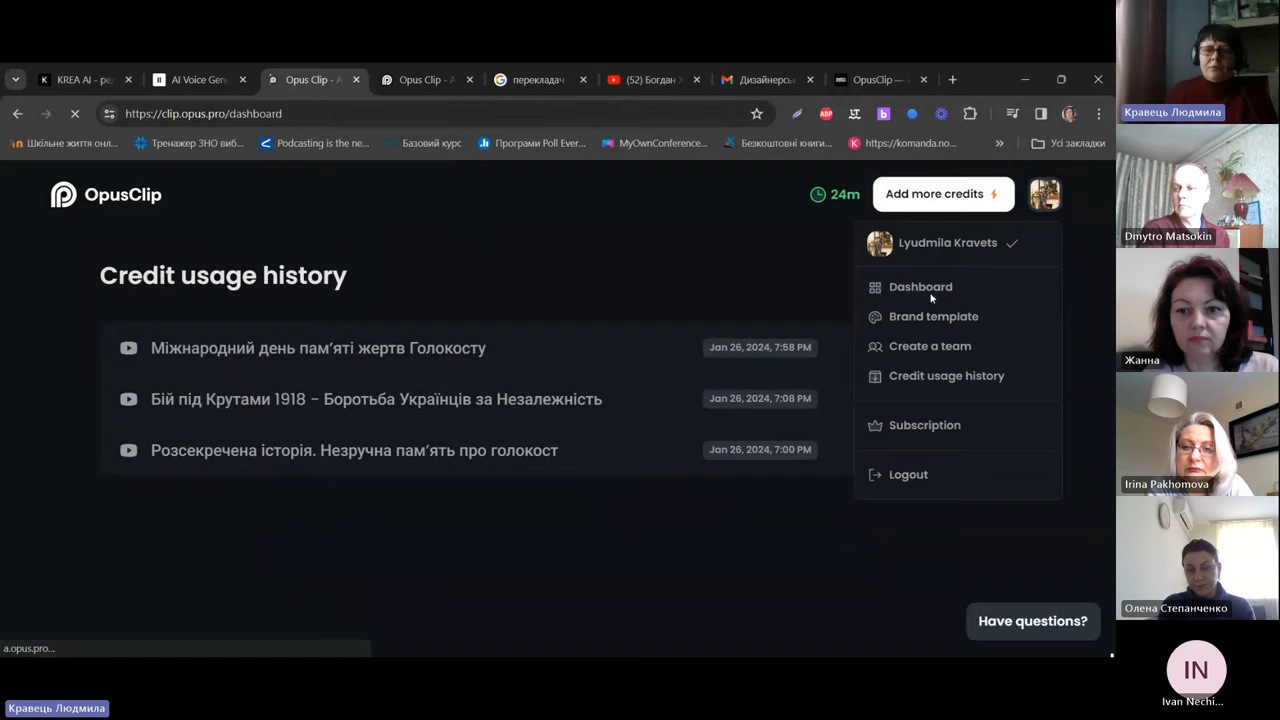 KREA AI - ре
AI Voice Gen
Opus Clip - A
Opus Clip - A
перекладач
(52) Богдан
Дизайнерсь
OpusClip —
https://clip.opus.pro/dashboard
Шкільне життя онл...
Тренажер ЗНО виб...
Podcasting is the ne...
Базовий курс
Програми Poll Ever...
MyOwnConference...
Безкоштовні книги...
https://komanda.no...
Усі закладки
OpusClip
24m
Add more credits
Lyudmila Kravets
Credit usage history
Dashboard
Brand template
Create a team
Credit usage history
Subscription
Logout
Міжнародний день пам’яті жертв Голокосту
Jan 26, 2024, 7:58 PM
Бій під Крутами 1918 – Боротьба Українців за Незалежність
Jan 26, 2024, 7:08 PM
Розсекречена історія. Незручна пам’ять про голокост
Jan 26, 2024, 7:00 PM
Have questions?
a.opus.pro...
Кравець Людмила
Кравець Людмила
Dmytro Matsokin
Жанна
Irina Pakhomova
Олена Степанченко
IN
Ivan Nechi...